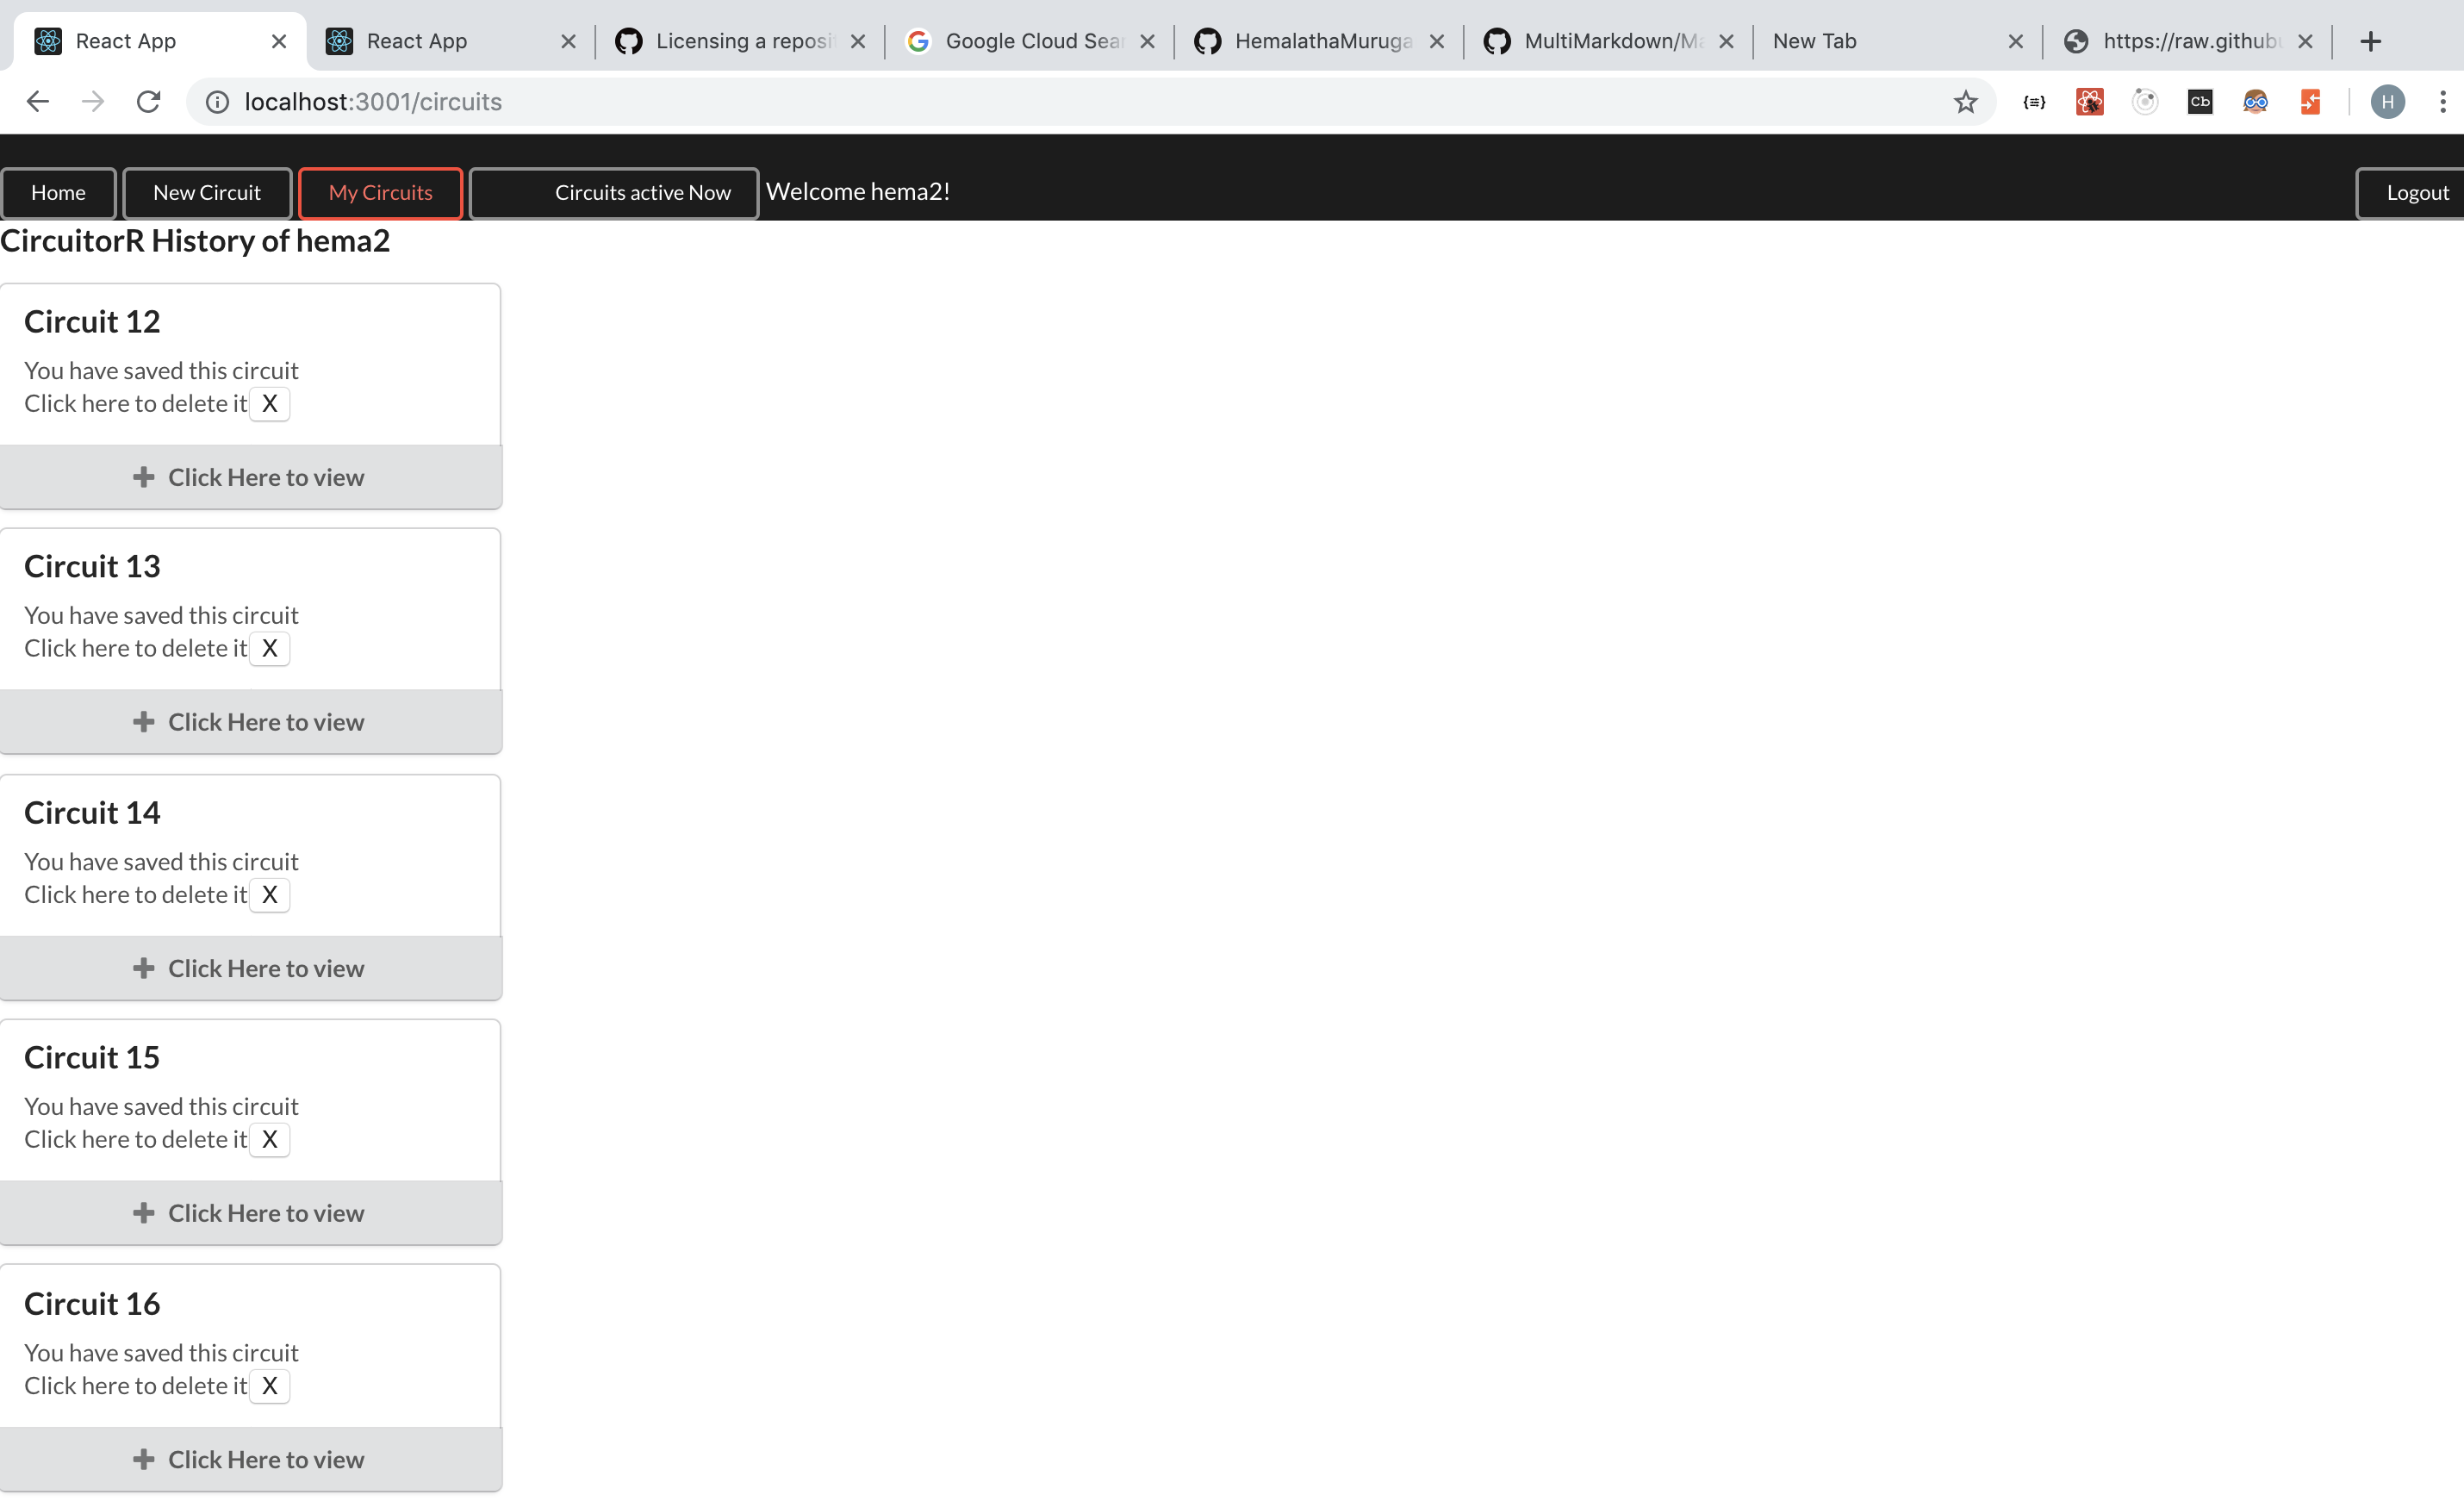 React App
React App
Licensing a reposi
Google Cloud Sear
HemalathaMuruga
MultiMarkdown/Ma
New Tab
https://raw.githubu
localhost:3001/circuits
{≡}
Cb
H
Home
New Circuit
My Circuits
Circuits active Now
Welcome hema2!
Logout
CircuitorR History of hema2
Circuit 12
You have saved this circuit
Click here to delete it X
Click Here to view
Circuit 13
You have saved this circuit
Click here to delete it X
Click Here to view
Circuit 14
You have saved this circuit
Click here to delete it X
Click Here to view
Circuit 15
You have saved this circuit
Click here to delete it X
Click Here to view
Circuit 16
You have saved this circuit
Click here to delete it X
Click Here to view